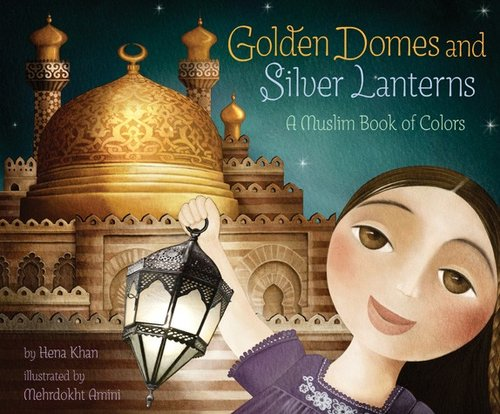 Golden Domes and
Silver Lanterns
A Muslim Book of Colors
by Hena Khan
illustrated by
Mehrdokht Amini